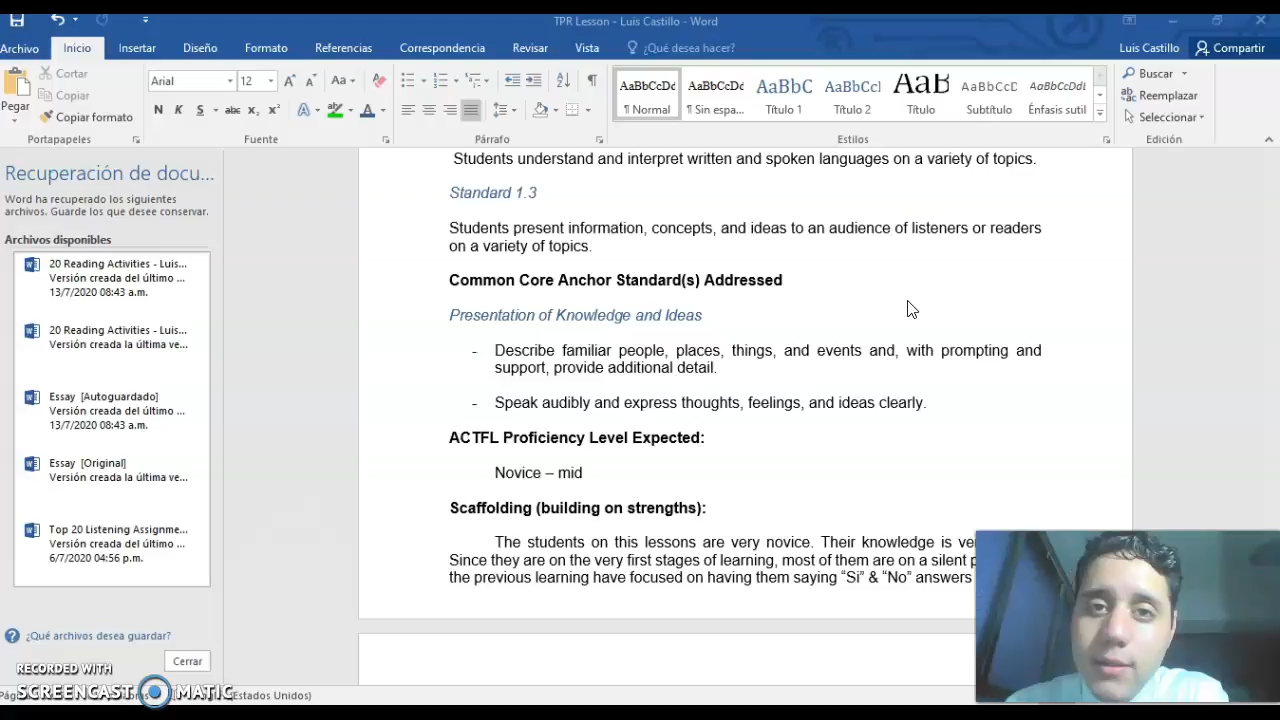 TPR Lesson - Luis Castillo - Word
Archivo Inicio Insertar Diseño Formato Referencias Correspondencia Revisar Vista ¿Qué desea hacer? Luis Castillo Compartir
Pegar
Cortar
Copiar
Copiar formato
Portapapeles
Arial 12
Fuente
Párrafo
AaBbCcDd AaBbCcDd AaBbC AaBbCcl AaB AaBbCcD AaBbCcDd
¶ Normal ¶ Sin espa... Título 1 Título 2 Título Subtítulo Énfasis sutil
Estilos
Buscar
Reemplazar
Seleccionar
Edición
Recuperación de docu...
Word ha recuperado los siguientes
archivos. Guarde los que desee conservar.
Archivos disponibles
20 Reading Activities - Luis...
Versión creada del último ...
13/7/2020 08:43 a.m.
20 Reading Activities - Luis...
Versión creada la última ve...
Essay [Autoguardado]
Versión creada del último ...
13/7/2020 08:43 a.m.
Essay [Original]
Versión creada la última ve...
Top 20 Listening Assignme...
Versión creada del último ...
6/7/2020 04:56 p.m.
¿Qué archivos desea guardar?
Cerrar
Students understand and interpret written and spoken languages on a variety of topics.
Standard 1.3
Students present information, concepts, and ideas to an audience of listeners or readers
on a variety of topics.
Common Core Anchor Standard(s) Addressed
Presentation of Knowledge and Ideas
- Describe familiar people, places, things, and events and, with prompting and
support, provide additional detail.
- Speak audibly and express thoughts, feelings, and ideas clearly.
ACTFL Proficiency Level Expected:
Novice – mid
Scaffolding (building on strengths):
The students on this lessons are very novice. Their knowledge is
Since they are on the very first stages of learning, most of them are on a silent
the previous learning have focused on having them saying “Si” & “No” answers
RECORDED WITH
SCREENCAST MATIC
Estados Unidos)